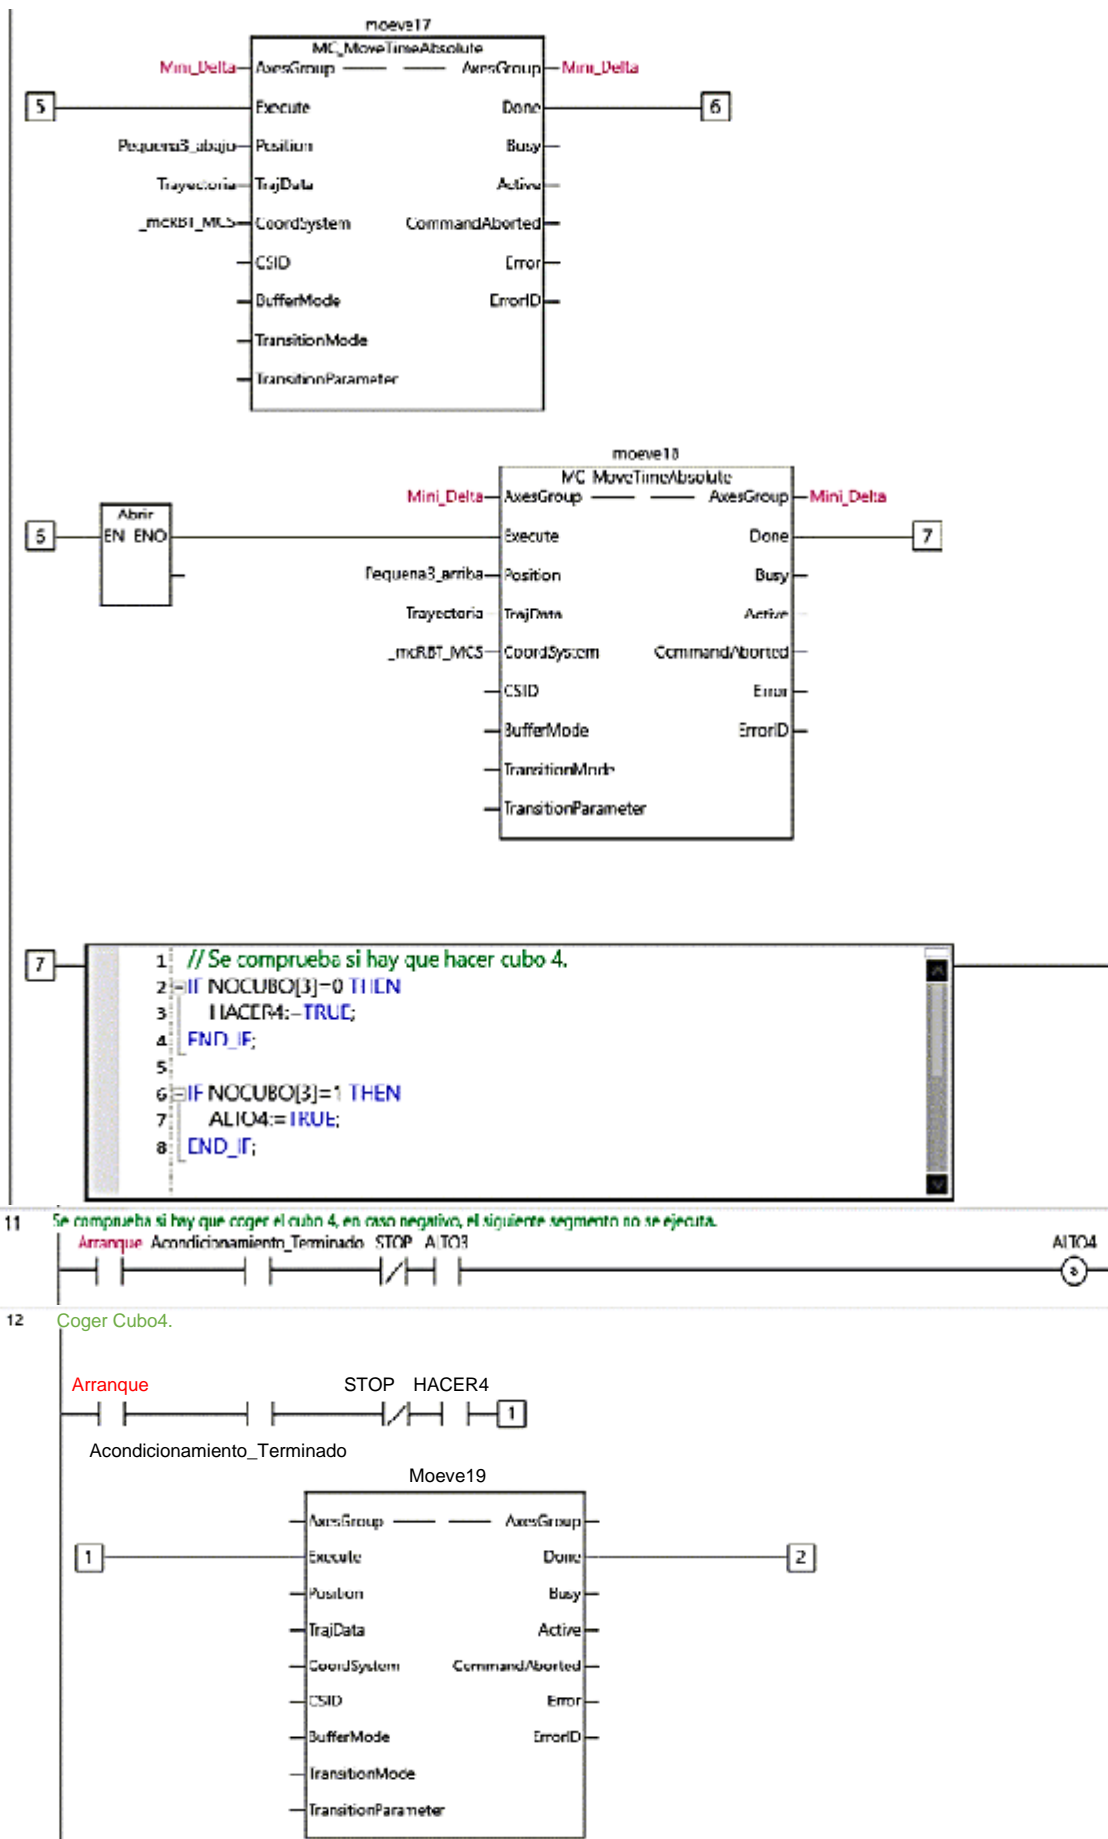 moeve17
MC_MoveTimeAbsolute
Mini_Delta AxesGroup AxesGroup Mini_Delta
5 Execute Done 6
Pequena3_abajo Position Busy
Trayectoria TrajData Active
_mcRBT_MCS CoordSystem CommandAborted
CSID Error
BufferMode ErrorID
TransitionMode
TransitionParameter
moeve18
MC_MoveTimeAbsolute
Mini_Delta AxesGroup AxesGroup Mini_Delta
Abrir
6 EN ENO Execute Done 7
Pequena3_arriba Position Busy
Trayectoria TrajData Active
_mcRBT_MCS CoordSystem CommandAborted
CSID Error
BufferMode ErrorID
TransitionMode
TransitionParameter
7
1 // Se comprueba si hay que hacer cubo 4.
2 IF NOCUBO[3]=0 THEN
3 HACER4:=TRUE;
4 END_IF;
5
6 IF NOCUBO[3]=1 THEN
7 ALTO4:=TRUE;
8 END_IF;
11 Se comprueba si hay que coger el cubo 4, en caso negativo, el siguiente segmento no se ejecuta.
Arranque Acondicionamiento_Terminado STOP ALTO3 ALTO4
12 Coger Cubo4.
Arranque STOP HACER4
1
Acondicionamiento_Terminado
Moeve19
AxesGroup AxesGroup
1 Execute Done 2
Position Busy
TrajData Active
CoordSystem CommandAborted
CSID Error
BufferMode ErrorID
TransitionMode
TransitionParameter